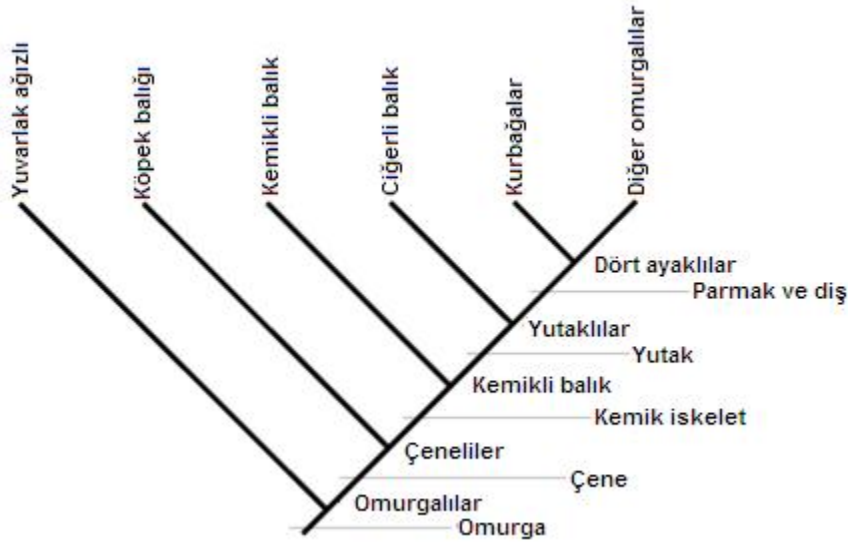 Yuvarlak ağızlı
Köpek balığı
Kemikli balık
Ciğerli balık
Kurbağalar
Diğer omurgalılar
Dört ayaklılar
Parmak ve diş
Yutaklılar
Yutak
Kemikli balık
Kemik iskelet
Çeneliler
Çene
Omurgalılar
Omurga